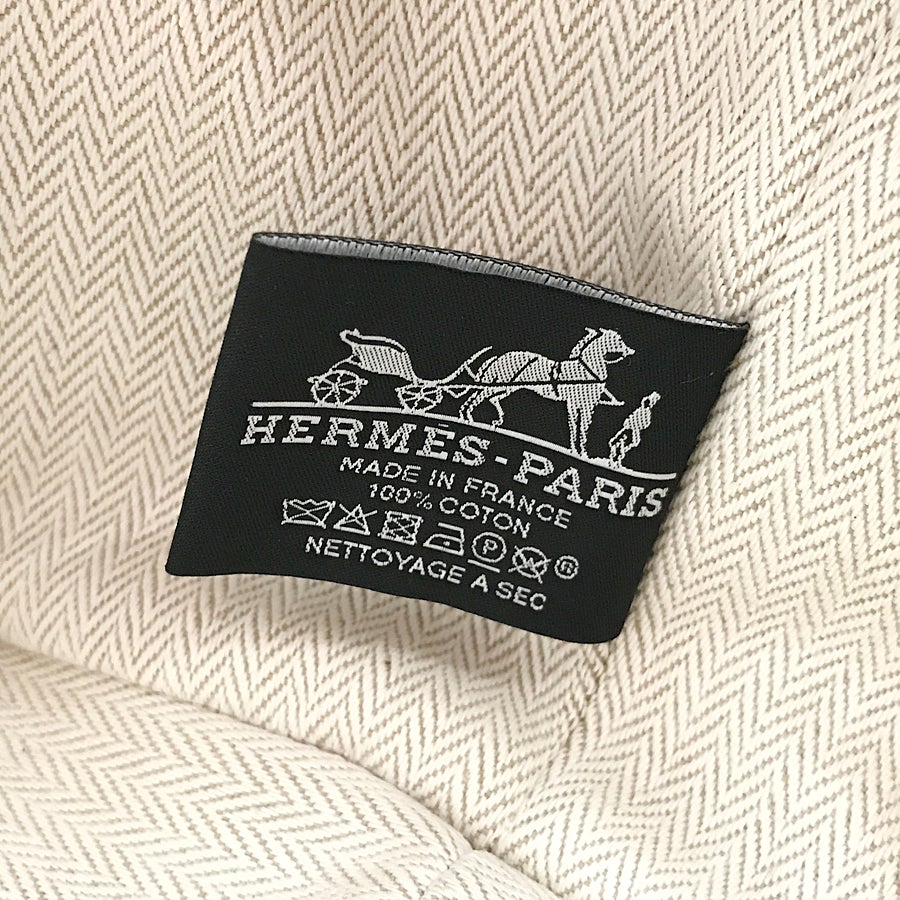 HERMÈS-PARIS
MADE IN FRANCE
100% COTON
P
NETTOYAGE A SEC